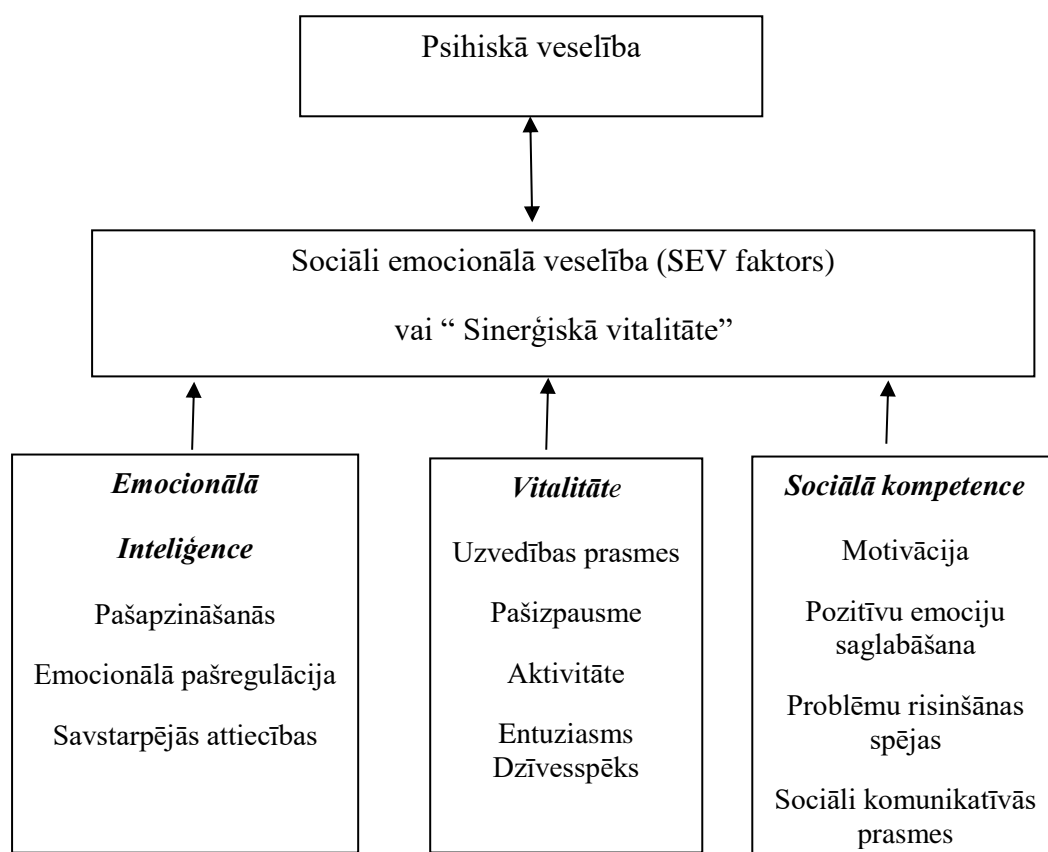 Psihiskā veselība
Sociāli emocionālā veselība (SEV faktors)
vai “ Sinerģiskā vitalitāte”
Emocionālā
Inteliģence
Pašapzināšanās
Emocionālā pašregulācija
Savstarpējās attiecības
Vitalitāte
Uzvedības prasmes
Pašizpausme
Aktivitāte
Entuziasms
Dzīvesspēks
Sociālā kompetence
Motivācija
Pozitīvu emociju
saglabāšana
Problēmu risinšānas
spējas
Sociāli komunikatīvās
prasmes